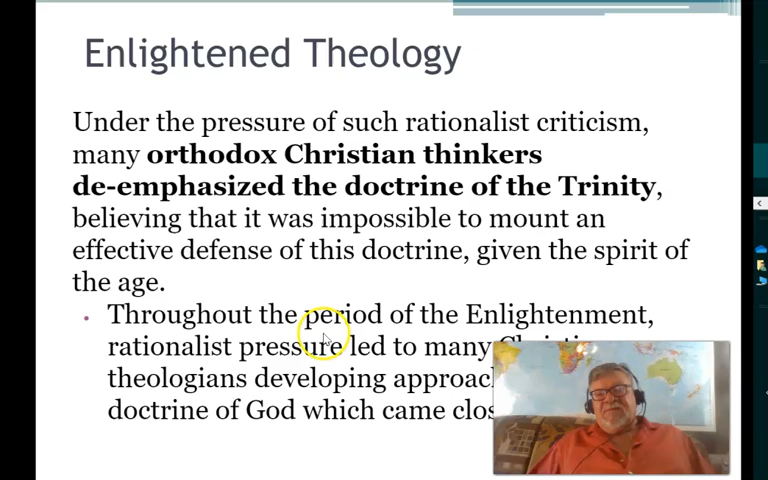 Enlightened Theology
Under the pressure of such rationalist criticism,
many orthodox Christian thinkers
de-emphasized the doctrine of the Trinity,
believing that it was impossible to mount an
effective defense of this doctrine, given the spirit of
the age.
• Throughout the period of the Enlightenment,
rationalist pressure led to many
theologians developing
doctrine of God which came